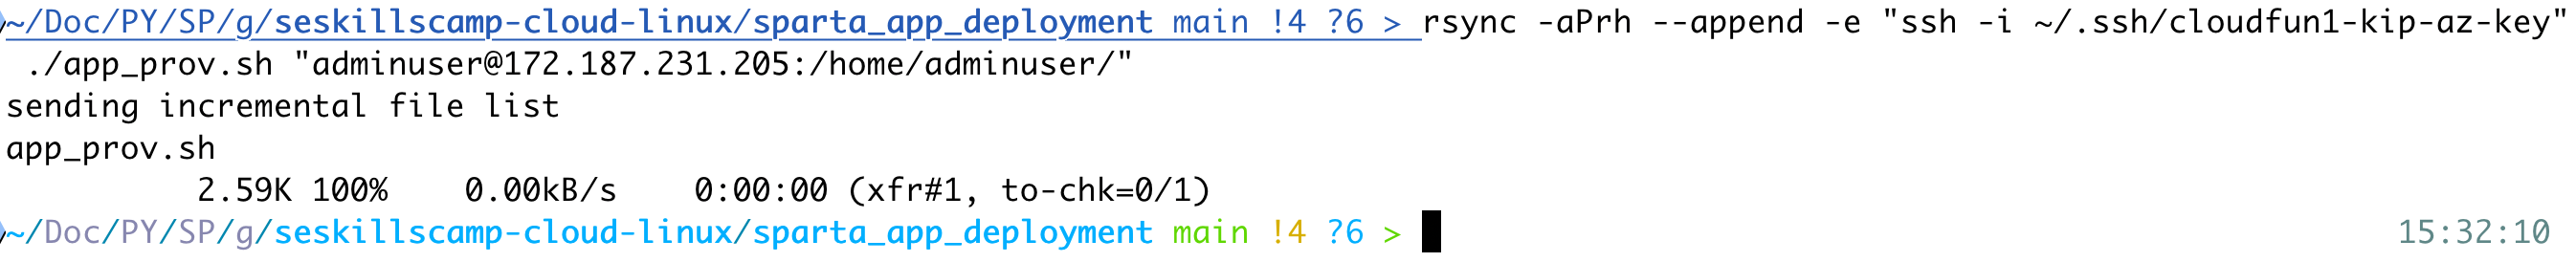 ~/Doc/PY/SP/g/seskillscamp-cloud-linux/sparta_app_deployment main !4 ?6 > rsync -aPrh --append -e "ssh -i ~/.ssh/cloudfun1-kip-az-key"
 ./app_prov.sh "adminuser@172.187.231.205:/home/adminuser/"
sending incremental file list
app_prov.sh
          2.59K 100%    0.00kB/s    0:00:00 (xfr#1, to-chk=0/1)
~/Doc/PY/SP/g/seskillscamp-cloud-linux/sparta_app_deployment main !4 ?6 > 15:32:10